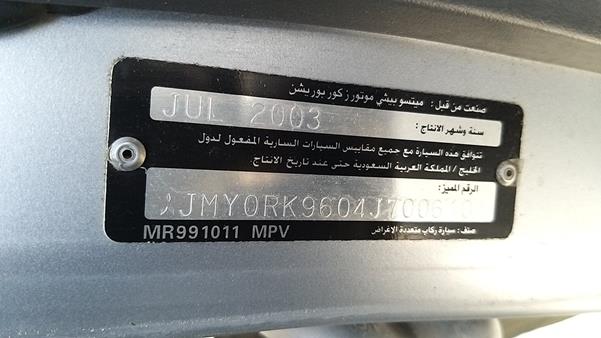 صنعت من قبل: ميتسوبيشي موتورز كوربوريشن
JUL 2003
سنة وشهر الانتاج:
تتوافق هذه السيارة مع جميع مقاييس السيارات السارية المفعول لدول
الخليج / المملكة العربية السعودية حتى عند تاريخ الانتاج.
الرقم المميز:
JMY0RK9604J7006
MR991011 MPV
صنف: سيارة ركاب متعددة الاغراض